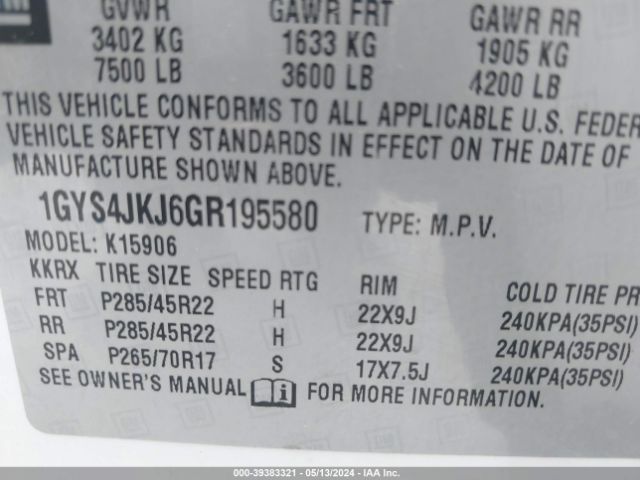 GVWR GAWR FRT GAWR RR
3402 KG 1633 KG 1905 KG
7500 LB 3600 LB 4200 LB
THIS VEHICLE CONFORMS TO ALL APPLICABLE U.S. FEDER
VEHICLE SAFETY STANDARDS IN EFFECT ON THE DATE OF
MANUFACTURE SHOWN ABOVE.
1GYS4JKJ6GR195580 TYPE: M.P.V.
MODEL: K15906
KKRX TIRE SIZE SPEED RTG RIM COLD TIRE PR
FRT P285/45R22 H 22X9J 240KPA(35PSI)
RR P285/45R22 H 22X9J 240KPA(35PSI)
SPA P265/70R17 S 17X7.5J 240KPA(35PSI)
SEE OWNER'S MANUAL i FOR MORE INFORMATION.
000-39383321 - 05/13/2024 - IAAI.com